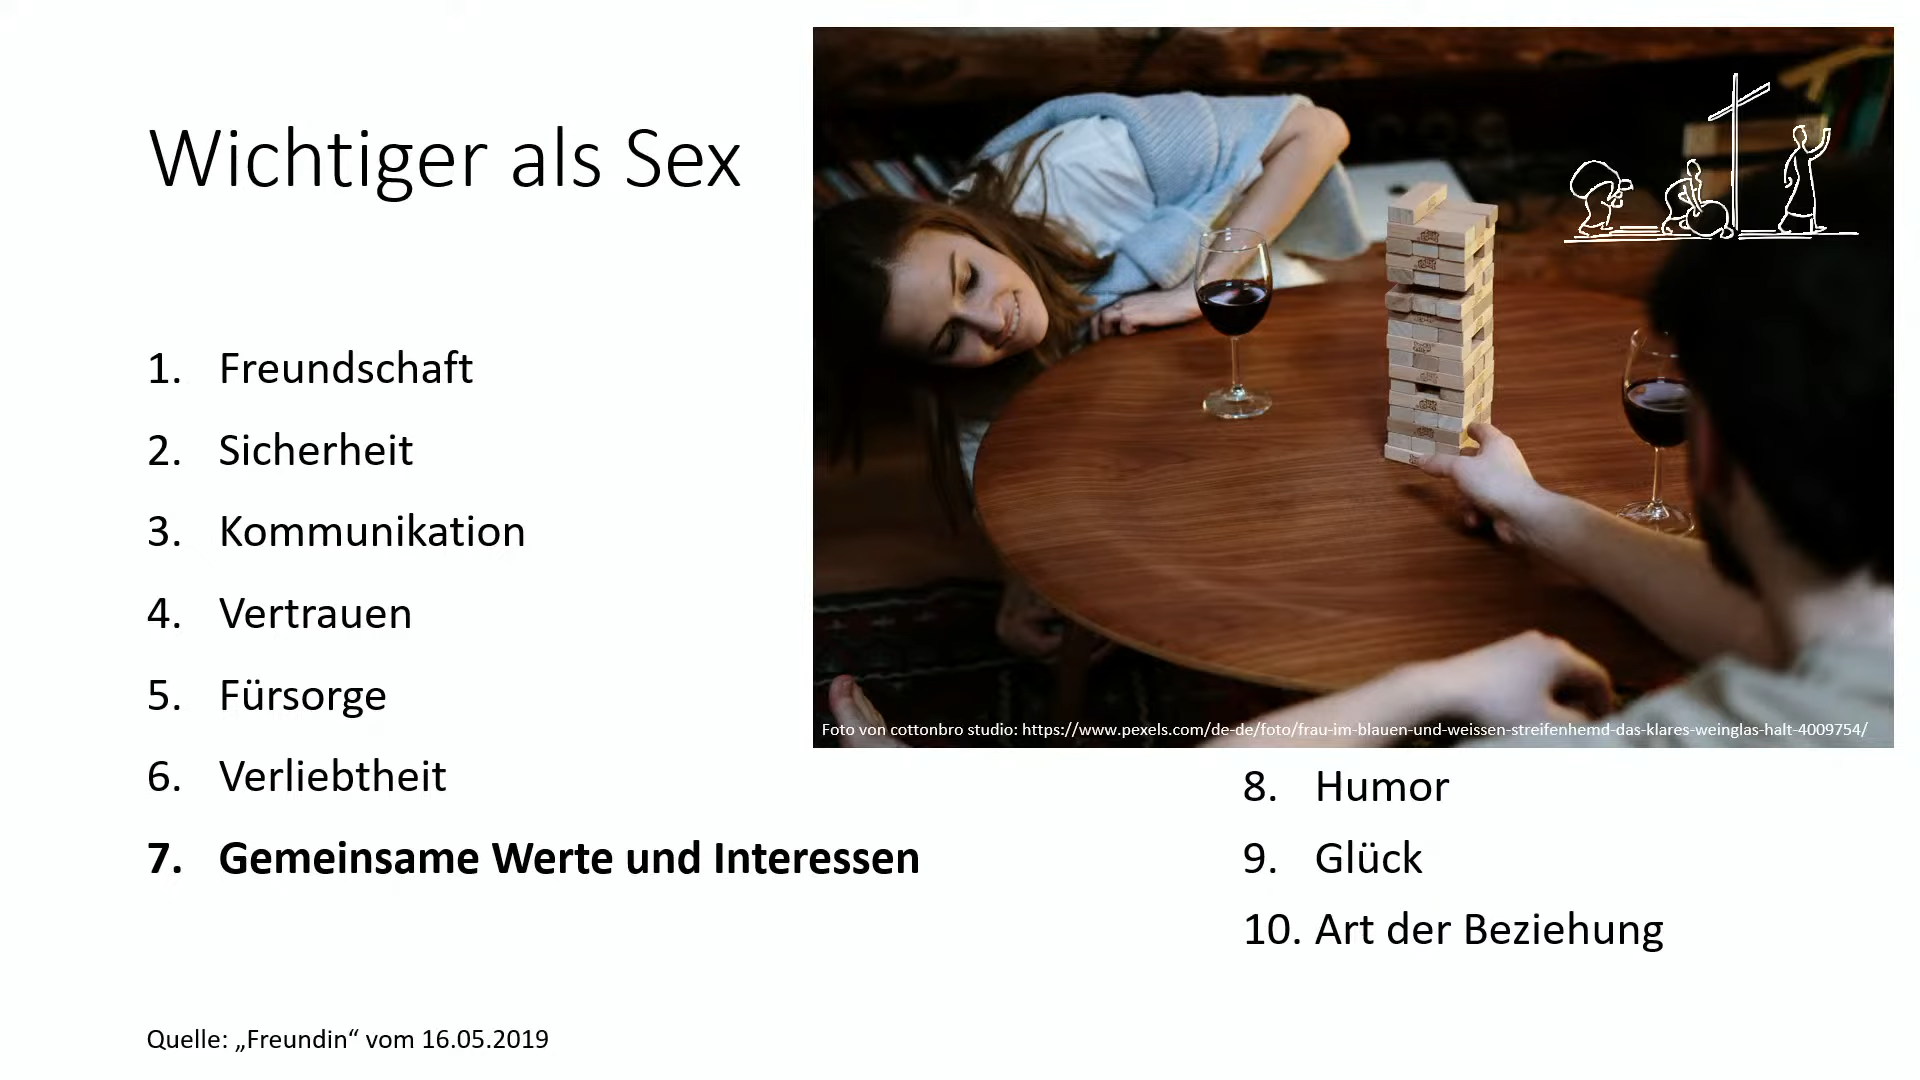 Wichtiger als Sex
1. Freundschaft
2. Sicherheit
3. Kommunikation
4. Vertrauen
5. Fürsorge
6. Verliebtheit
7. Gemeinsame Werte und Interessen
Foto von cottonbro studio: https://www.pexels.com/de-de/foto/frau-im-blauen-und-weissen-streifenhemd-das-klares-weinglas-halt-4009754/
8. Humor
9. Glück
10. Art der Beziehung
Quelle: „Freundin“ vom 16.05.2019